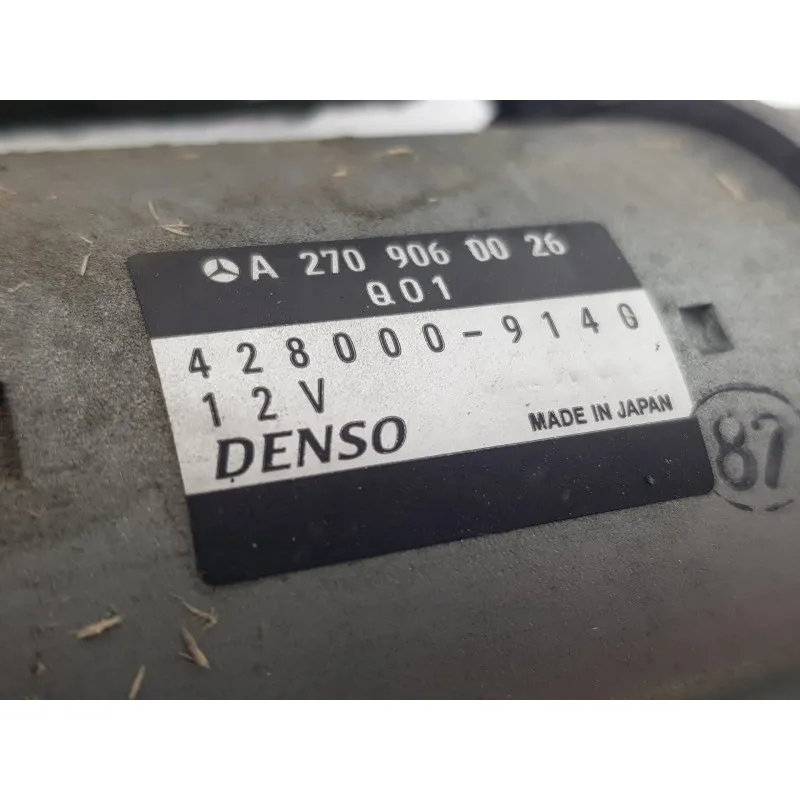 A 270 906 00 26
Q01
428000-9140
12V
DENSO
MADE IN JAPAN
87